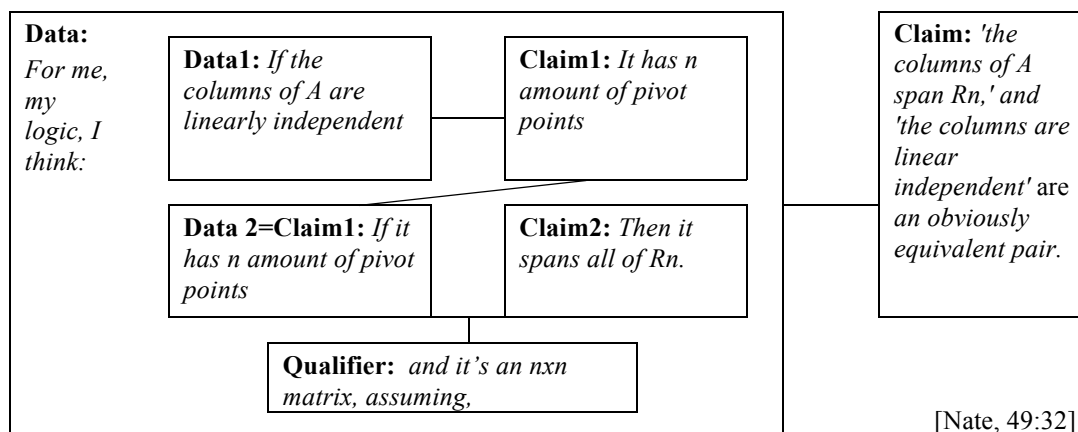 Data:
For me,
my
logic, I
think:
Data1: If the
columns of A are
linearly independent
Claim1: It has n
amount of pivot
points
Data 2=Claim1: If it
has n amount of pivot
points
Claim2: Then it
spans all of Rn.
Qualifier: and it’s an nxn
matrix, assuming,
Claim: 'the
columns of A
span Rn,' and
'the columns are
linear
independent' are
an obviously
equivalent pair.
[Nate, 49:32]